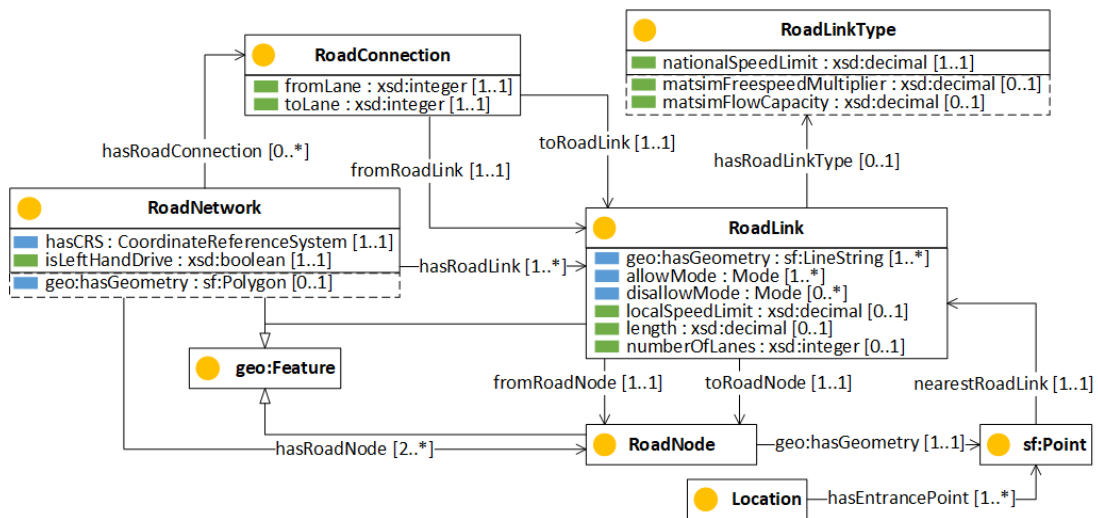 RoadConnection
fromLane : xsd:integer [1..1]
toLane : xsd:integer [1..1]
RoadLinkType
nationalSpeedLimit : xsd:decimal [1..1]
matsimFreespeedMultiplier : xsd:decimal [0..1]
matsimFlowCapacity : xsd:decimal [0..1]
hasRoadConnection [0..*]
fromRoadLink [1..1]
toRoadLink [1..1]
hasRoadLinkType [0..1]
RoadNetwork
hasCRS : CoordinateReferenceSystem [1..1]
isLeftHandDrive : xsd:boolean [1..1]
geo:hasGeometry : sf:Polygon [0..1]
hasRoadLink [1..*]
RoadLink
geo:hasGeometry : sf:LineString [1..*]
allowMode : Mode [1..*]
disallowMode : Mode [0..*]
localSpeedLimit : xsd:decimal [0..1]
length : xsd:decimal [0..1]
numberOfLanes : xsd:integer [0..1]
geo:Feature
fromRoadNode [1..1]
toRoadNode [1..1]
nearestRoadLink [1..1]
hasRoadNode [2..*]
RoadNode
geo:hasGeometry [1..1]
sf:Point
Location
hasEntrancePoint [1..*]